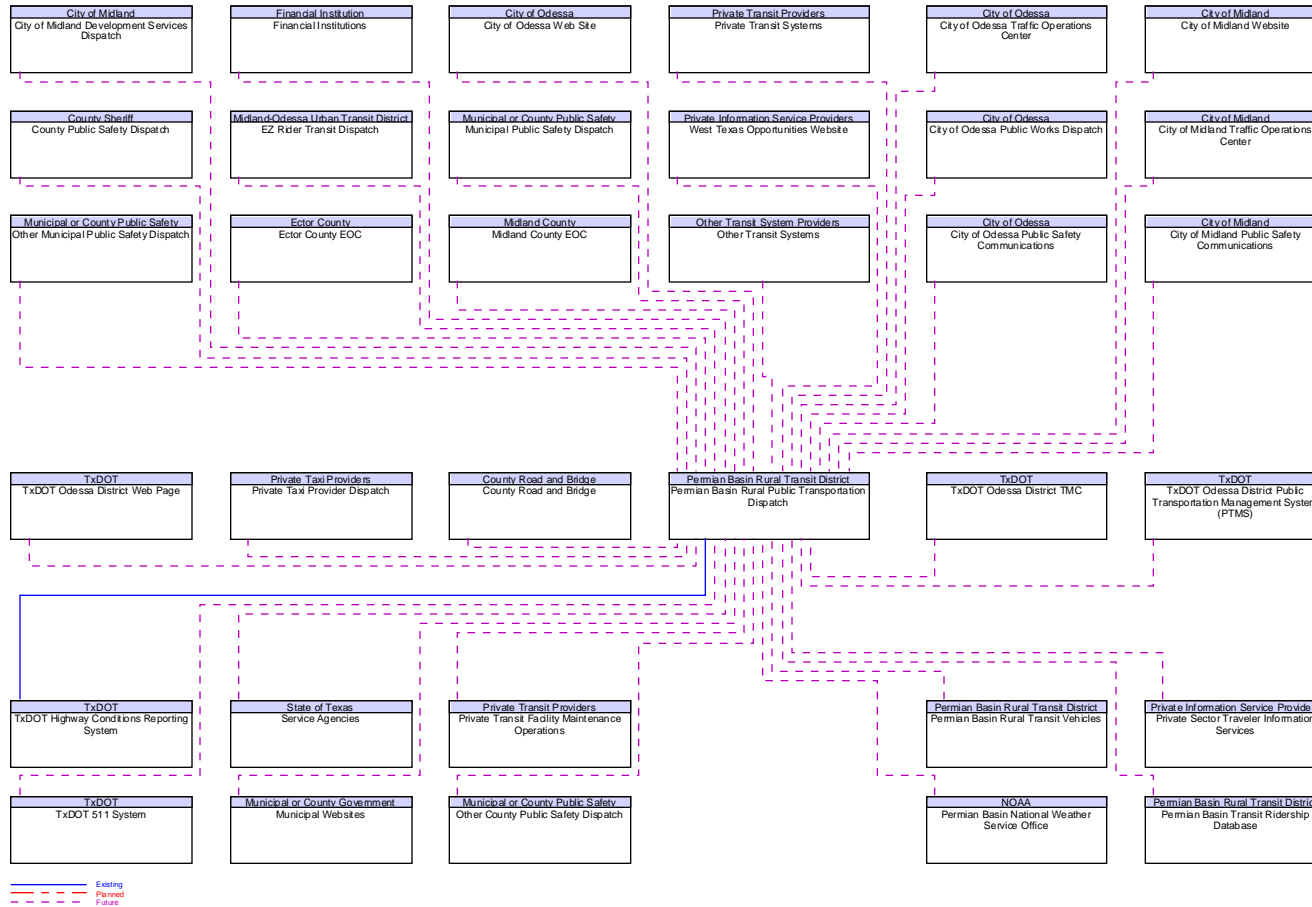 City of Midland
City of Midland Development Services
Dispatch
Financial Institution
Financial Institutions
City of Odessa
City of Odessa Web Site
Private Transit Providers
Private Transit Systems
City of Odessa
City of Odessa Traffic Operations
Center
City of Midland
City of Midland Website
County Sheriff
County Public Safety Dispatch
Midland-Odessa Urban Transit District
EZ Rider Transit Dispatch
Municipal or County Public Safety
Municipal Public Safety Dispatch
Private Information Service Providers
West Texas Opportunities Website
City of Odessa
City of Odessa Public Works Dispatch
City of Midland
City of Midland Traffic Operations
Center
Municipal or County Public Safety
Other Municipal Public Safety Dispatch
Ector County
Ector County EOC
Midland County
Midland County EOC
Other Transit System Providers
Other Transit Systems
City of Odessa
City of Odessa Public Safety
Communications
City of Midland
City of Midland Public Safety
Communications
TxDOT
TxDOT Odessa District Web Page
Private Taxi Providers
Private Taxi Provider Dispatch
County Road and Bridge
County Road and Bridge
Permian Basin Rural Transit District
Permian Basin Rural Public Transportation
Dispatch
TxDOT
TxDOT Odessa District TMC
TxDOT
TxDOT Odessa District Public
Transportation Management System
(PTMS)
TxDOT
TxDOT Highway Conditions Reporting
System
State of Texas
Service Agencies
Private Transit Providers
Private Transit Facility Maintenance
Operations
Permian Basin Rural Transit District
Permian Basin Rural Transit Vehicles
Private Information Service Provide
Private Sector Traveler Information
Services
TxDOT
TxDOT 511 System
Municipal or County Government
Municipal Websites
Municipal or County Public Safety
Other County Public Safety Dispatch
NOAA
Permian Basin National Weather
Service Office
Permian Basin Rural Transit District
Permian Basin Transit Ridership
Database
Existing
Planned
Future